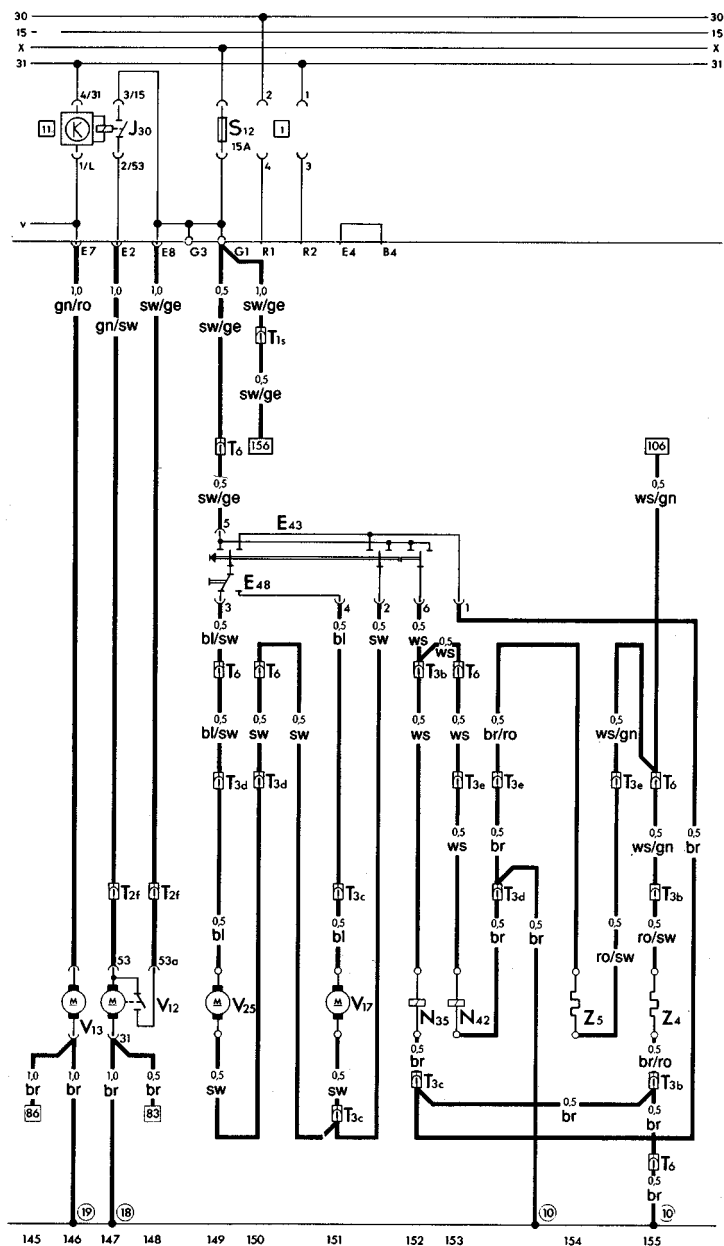 30 30
15 - 15
X X
31 31
4/31 3/15 2 1
11 K J30 S12 1
15A
1/L 2/53 4 3
v
E7 E2 E8 G3 G1 R1 R2 E4 B4
1,0 1,0 1,0 0,5 1,0
gn/ro gn/sw sw/ge sw/ge sw/ge
T1s
0,5
sw/ge
T6 156 106
0,5 0,5
sw/ge ws/gn
5 E43
E48
3 4 2 6 1
0,5 0,5 0,5 0,5 0,5
bl/sw bl sw ws ws
T6 T6 T3b T6
0,5 0,5 0,5 0,5 0,5 0,5 0,5
bl/sw sw sw ws ws br/ro ws/gn
T3d T3d T3e T3e T3e T6
0,5 0,5 0,5 0,5
ws br ws/gn br
T2f T2f T3c T3d T3b
0,5 0,5 0,5 0,5 0,5 0,5
bl bl br br ro/sw ro/sw
53 53a
M M M M
V13 V12 V25 V17 N35 N42 Z5 Z4
31
1,0 1,0 1,0 0,5 0,5 0,5 0,5 0,5
br br br br sw sw br br/ro
T3c T3b
86 83 T3c 0,5 0,5
br br
T6
0,5
br
19 18 10 10
145 146 147 148 149 150 151 152 153 154 155